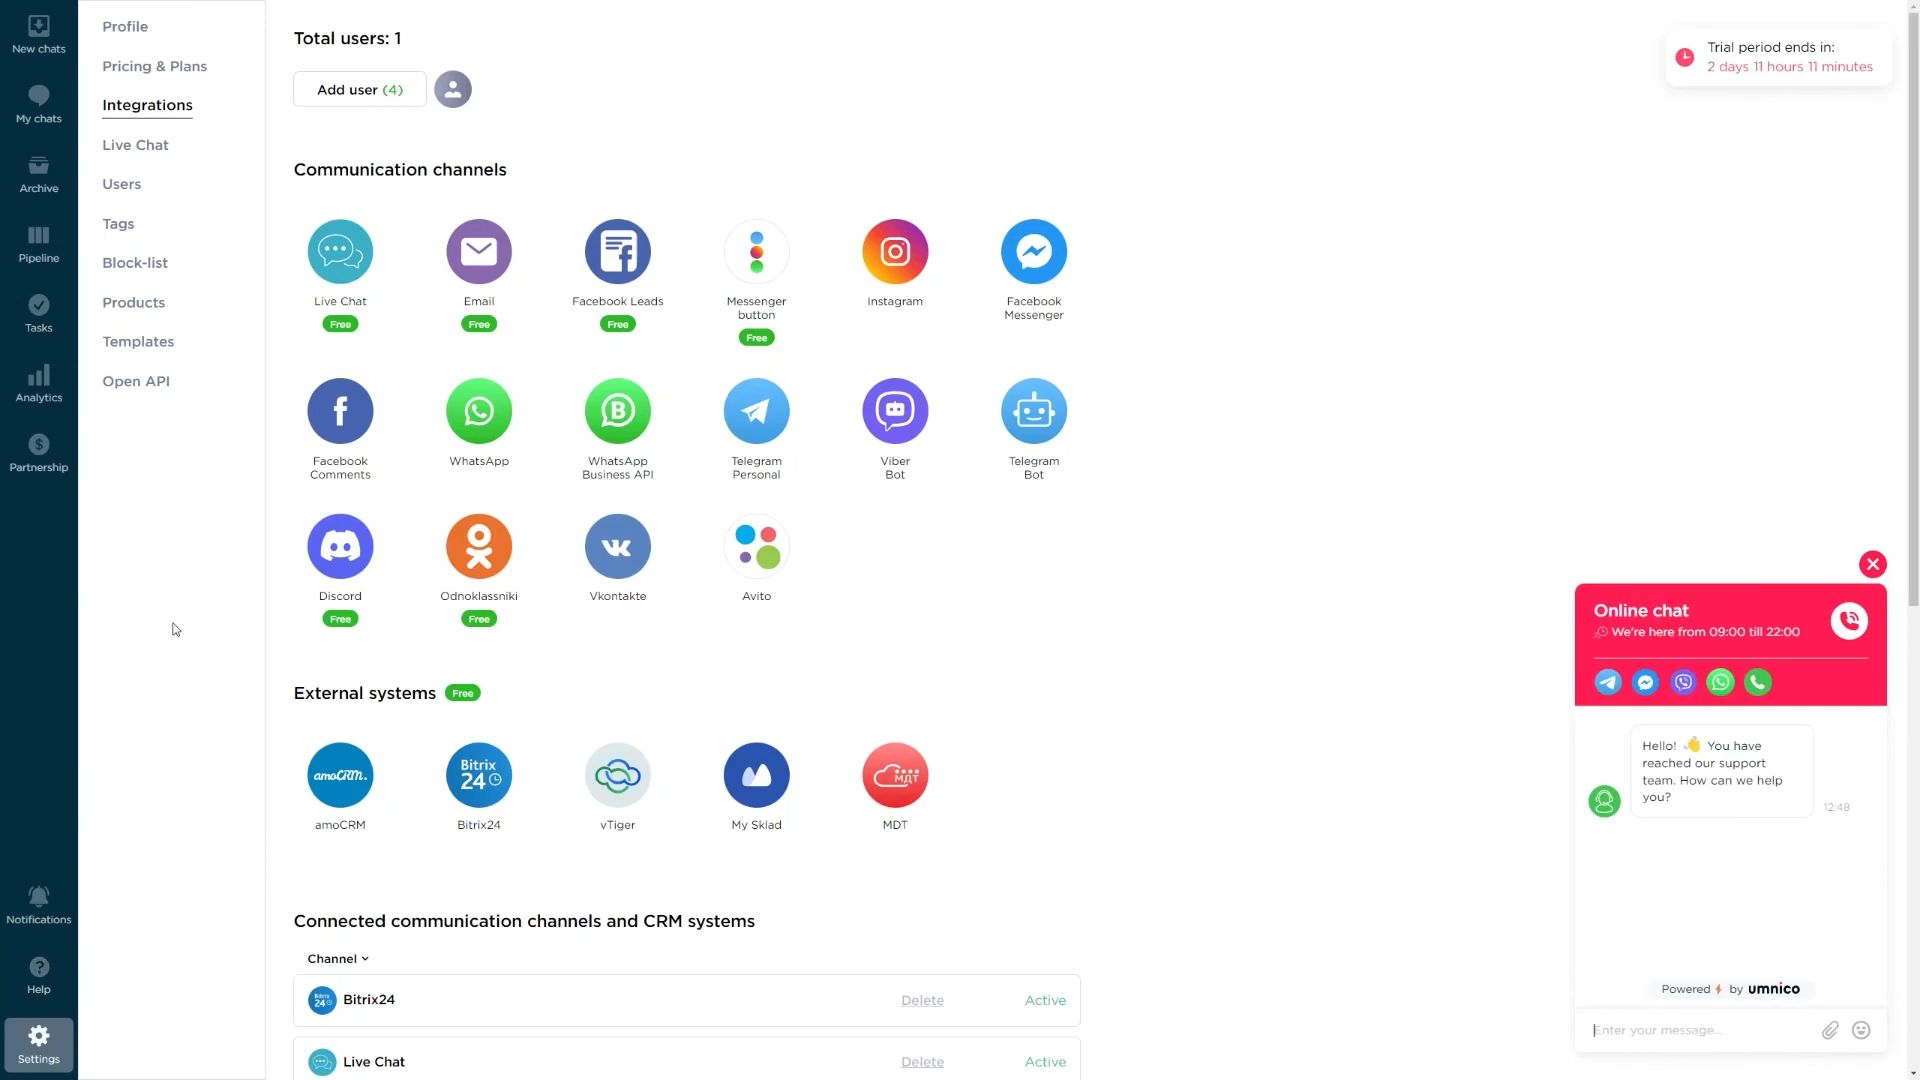 New chats
My chats
Archive
Pipeline
Tasks
Analytics
Partnership
Notifications
Help
Settings
Profile
Pricing & Plans
Integrations
Live Chat
Users
Tags
Block-list
Products
Templates
Open API
Total users: 1
Add user (4)
Trial period ends in:
2 days 11 hours 11 minutes
Communication channels
Live Chat
Free
Email
Free
Facebook Leads
Free
Messenger
button
Free
Instagram
Facebook
Messenger
Facebook
Comments
WhatsApp
WhatsApp
Business API
Telegram
Personal
Viber
Bot
Telegram
Bot
Discord
Free
Odnoklassniki
Free
Vkontakte
Avito
External systems Free
amoCRM.
amoCRM
Bitrix
24
Bitrix24
vTiger
My Sklad
МДТ
MDT
Connected communication channels and CRM systems
Channel
Bitrix 24
Bitrix24 Delete Active
Live Chat Delete Active
Online chat
We're here from 09:00 till 22:00
Hello! 👋 You have
reached our support
team. How can we help
you?
12:48
Powered by umnico
Enter your message...